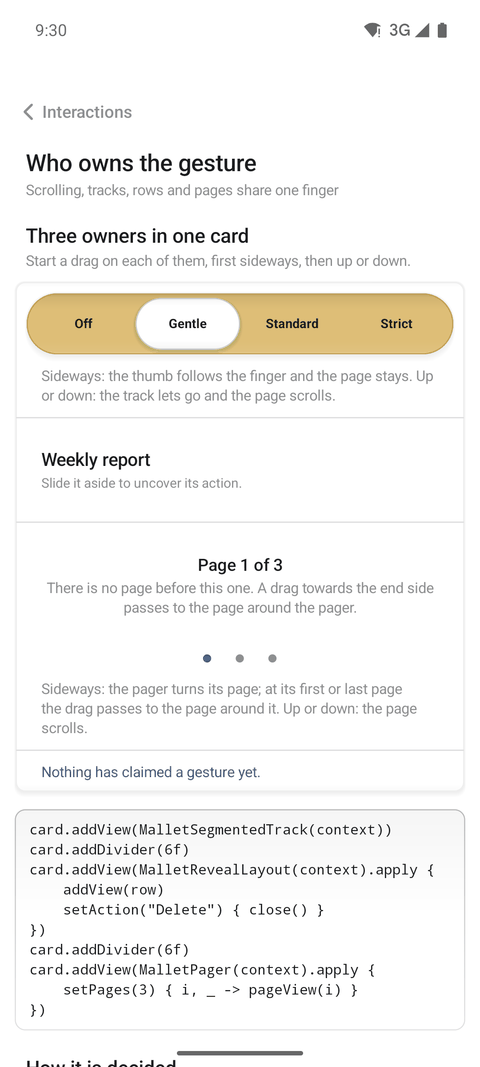 9:30
3G
Interactions
Who owns the gesture
Scrolling, tracks, rows and pages share one finger
Three owners in one card
Start a drag on each of them, first sideways, then up or down.
Off Gentle Standard Strict
Sideways: the thumb follows the finger and the page stays. Up
or down: the track lets go and the page scrolls.
Weekly report
Slide it aside to uncover its action.
Page 1 of 3
There is no page before this one. A drag towards the end side
passes to the page around the pager.
Sideways: the pager turns its page; at its first or last page
the drag passes to the page around it. Up or down: the page
scrolls.
Nothing has claimed a gesture yet.
card.addView(MalletSegmentedTrack(context))
card.addDivider(6f)
card.addView(MalletRevealLayout(context).apply {
    addView(row)
    setAction("Delete") { close() }
})
card.addDivider(6f)
card.addView(MalletPager(context).apply {
    setPages(3) { i, _ -> pageView(i) }
})
How it is decided